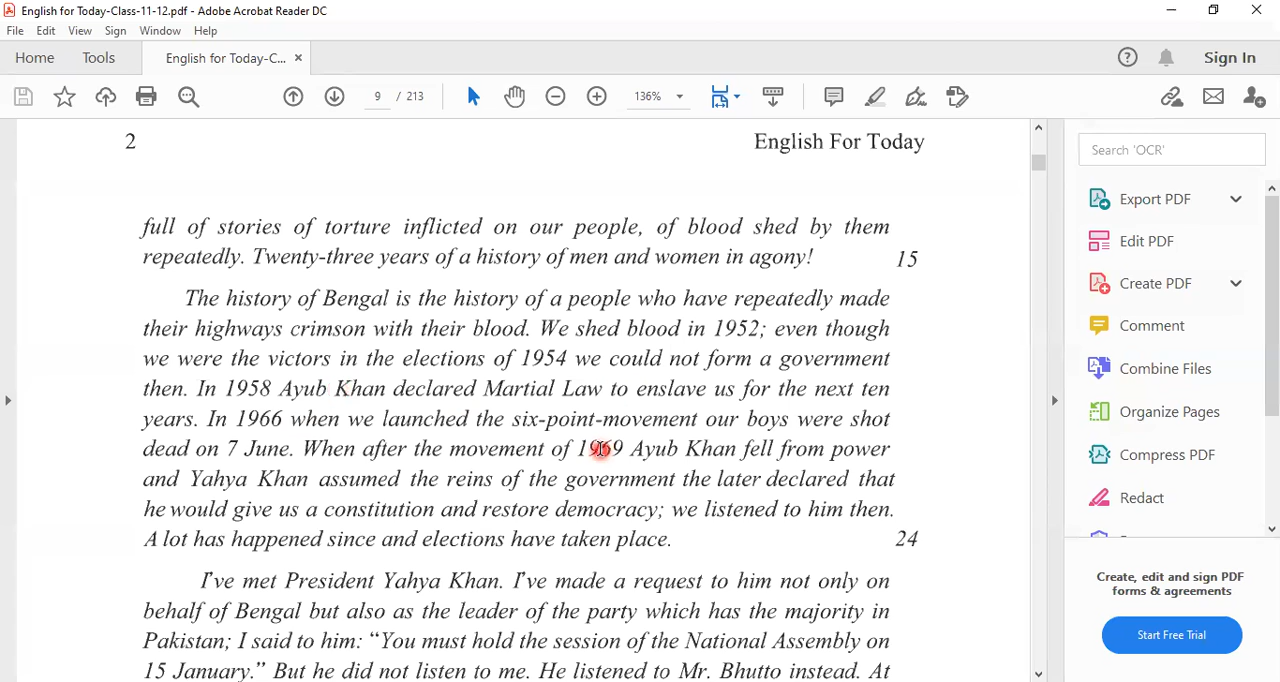 English for Today-Class-11-12.pdf - Adobe Acrobat Reader DC
File Edit View Sign Window Help
Home Tools English for Today-C... × Sign In
9 / 213 136%
Search 'OCR'
2 English For Today
full of stories of torture inflicted on our people, of blood shed by them
repeatedly. Twenty-three years of a history of men and women in agony! 15
The history of Bengal is the history of a people who have repeatedly made
their highways crimson with their blood. We shed blood in 1952; even though
we were the victors in the elections of 1954 we could not form a government
then. In 1958 Ayub Khan declared Martial Law to enslave us for the next ten
years. In 1966 when we launched the six-point-movement our boys were shot
dead on 7 June. When after the movement of 1969 Ayub Khan fell from power
and Yahya Khan assumed the reins of the government the later declared that
he would give us a constitution and restore democracy; we listened to him then.
A lot has happened since and elections have taken place. 24
I've met President Yahya Khan. I've made a request to him not only on
behalf of Bengal but also as the leader of the party which has the majority in
Pakistan; I said to him: "You must hold the session of the National Assembly on
15 January." But he did not listen to me. He listened to Mr. Bhutto instead. At
Export PDF
Edit PDF
Create PDF
Comment
Combine Files
Organize Pages
Compress PDF
Redact
Create, edit and sign PDF
forms & agreements
Start Free Trial